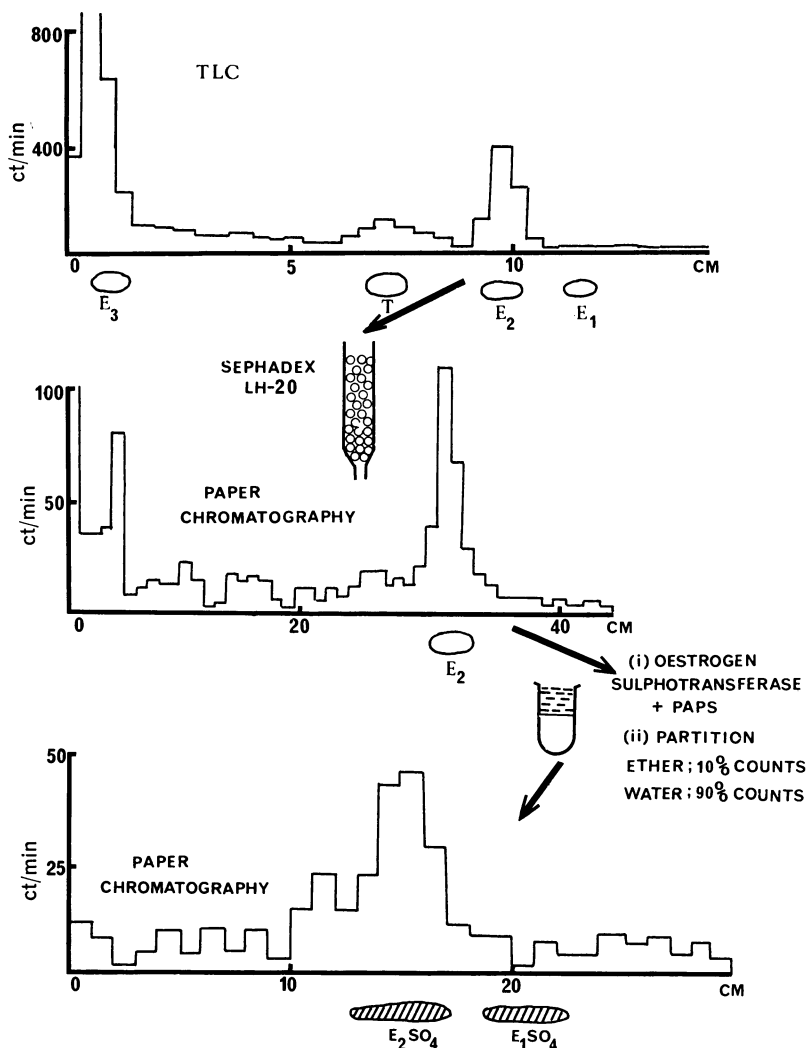 800
TLC
ct/min
400
0 5 10 CM
E3 T E2 E1
SEPHADEX
LH-20
100
PAPER
CHROMATOGRAPHY
ct/min
50
0 20 40 CM
E2
(i) OESTROGEN
SULPHOTRANSFERASE
+ PAPS
(ii) PARTITION
ETHER; 10% COUNTS
WATER; 90% COUNTS
50
PAPER
CHROMATOGRAPHY
ct/min
25
0 10 20 CM
E2SO4 E1SO4